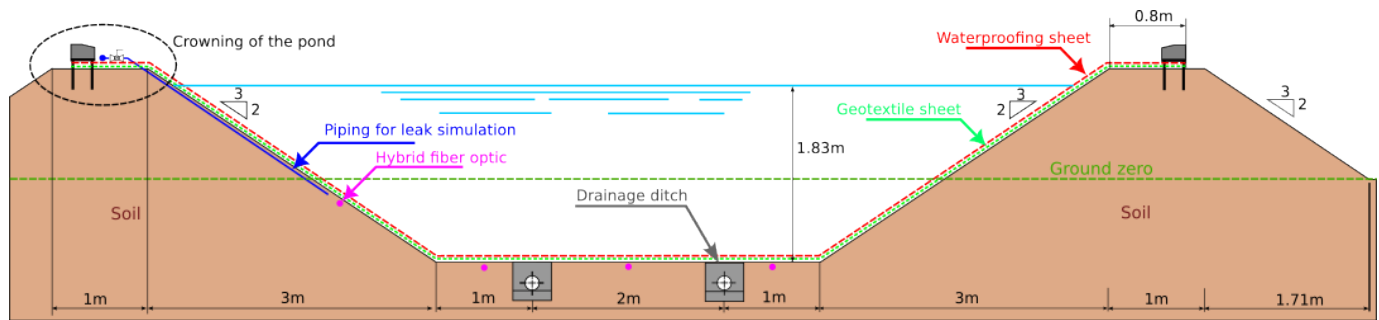 Crowning of the pond
0.8m
Waterproofing sheet
3
2
3
2
3
2
Geotextile sheet
Piping for leak simulation
Hybrid fiber optic
1.83m
Ground zero
Drainage ditch
Soil
Soil
1m
3m
1m
2m
1m
3m
1m
1.71m